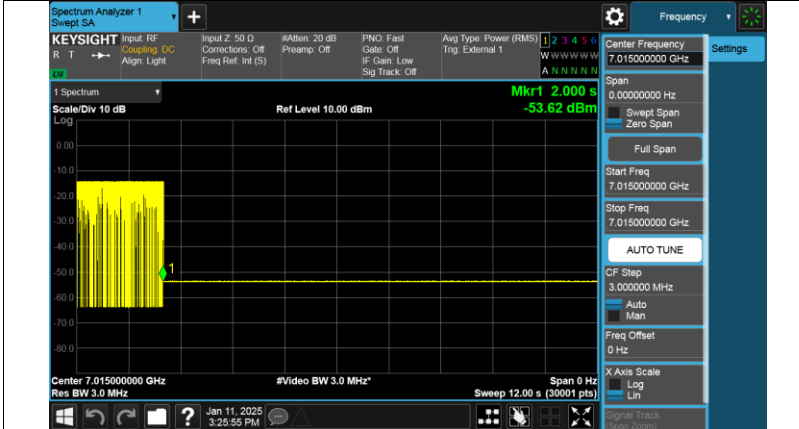 Spectrum Analyzer 1
Swept SA
+
Frequency
KEYSIGHT
R T
Input: RF
Coupling: DC
Align: Light
Input Z: 50 Ω
Corrections: Off
Freq Ref: Int (S)
#Atten: 20 dB
Preamp: Off
PNO: Fast
Gate: Off
IF Gain: Low
Sig Track: Off
Avg Type: Power (RMS)
Trig: External 1
1 2 3 4 5 6
W W W W W W
A N N N N N
1 Spectrum
Scale/Div 10 dB
Ref Level 10.00 dBm
Mkr1 2.000 s
-53.62 dBm
Log
0.00
-10.0
-20.0
-30.0
-40.0
-50.0
-60.0
-70.0
-80.0
1
Center 7.015000000 GHz
Res BW 3.0 MHz
#Video BW 3.0 MHz*
Span 0 Hz
Sweep 12.00 s (30001 pts)
Jan 11, 2025
3:25:55 PM
?
Center Frequency
7.015000000 GHz
Settings
Span
0.00000000 Hz
Swept Span
Zero Span
Full Span
Start Freq
7.015000000 GHz
Stop Freq
7.015000000 GHz
AUTO TUNE
CF Step
3.000000 MHz
Auto
Man
Freq Offset
0 Hz
X Axis Scale
Log
Lin
Signal Track
(Span Zoom)